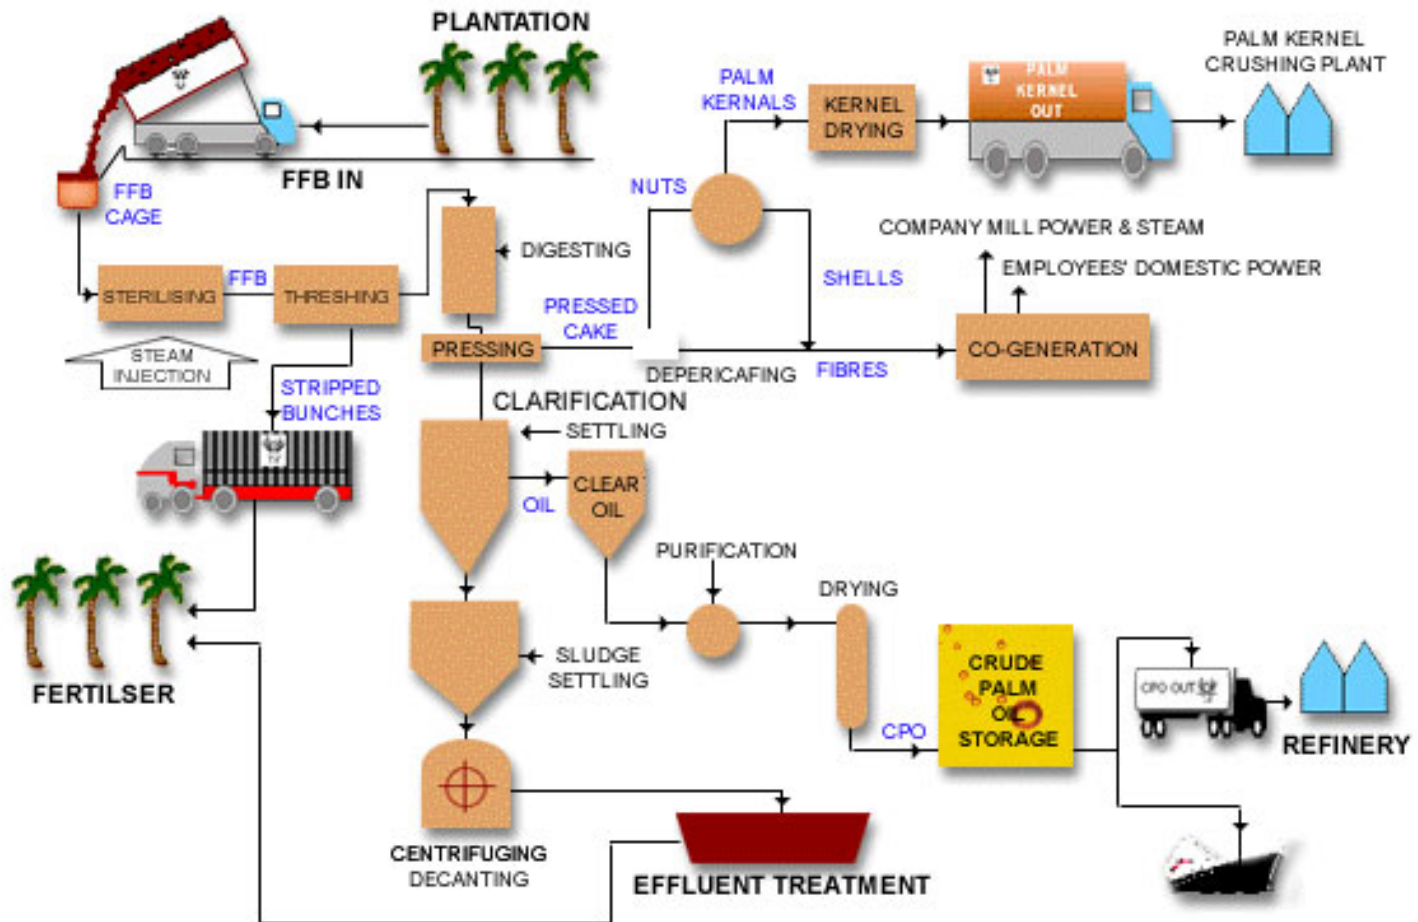 PLANTATION
FFB IN
FFB
CAGE
PALM
KERNALS
KERNEL
DRYING
PALM
KERNEL
OUT
PALM KERNEL
CRUSHING PLANT
NUTS
DIGESTING
COMPANY MILL POWER & STEAM
EMPLOYEES' DOMESTIC POWER
SHELLS
STERILISING
FFB
THRESHING
PRESSED
CAKE
PRESSING
CO-GENERATION
STEAM
INJECTION
DEPERICAFING
FIBRES
STRIPPED
BUNCHES
CLARIFICATION
SETTLING
CLEAR
OIL
OIL
PURIFICATION
DRYING
SLUDGE
SETTLING
FERTILSER
CRUDE
PALM
OIL
STORAGE
CPO
CPO OUT
REFINERY
CENTRIFUGING
DECANTING
EFFLUENT TREATMENT